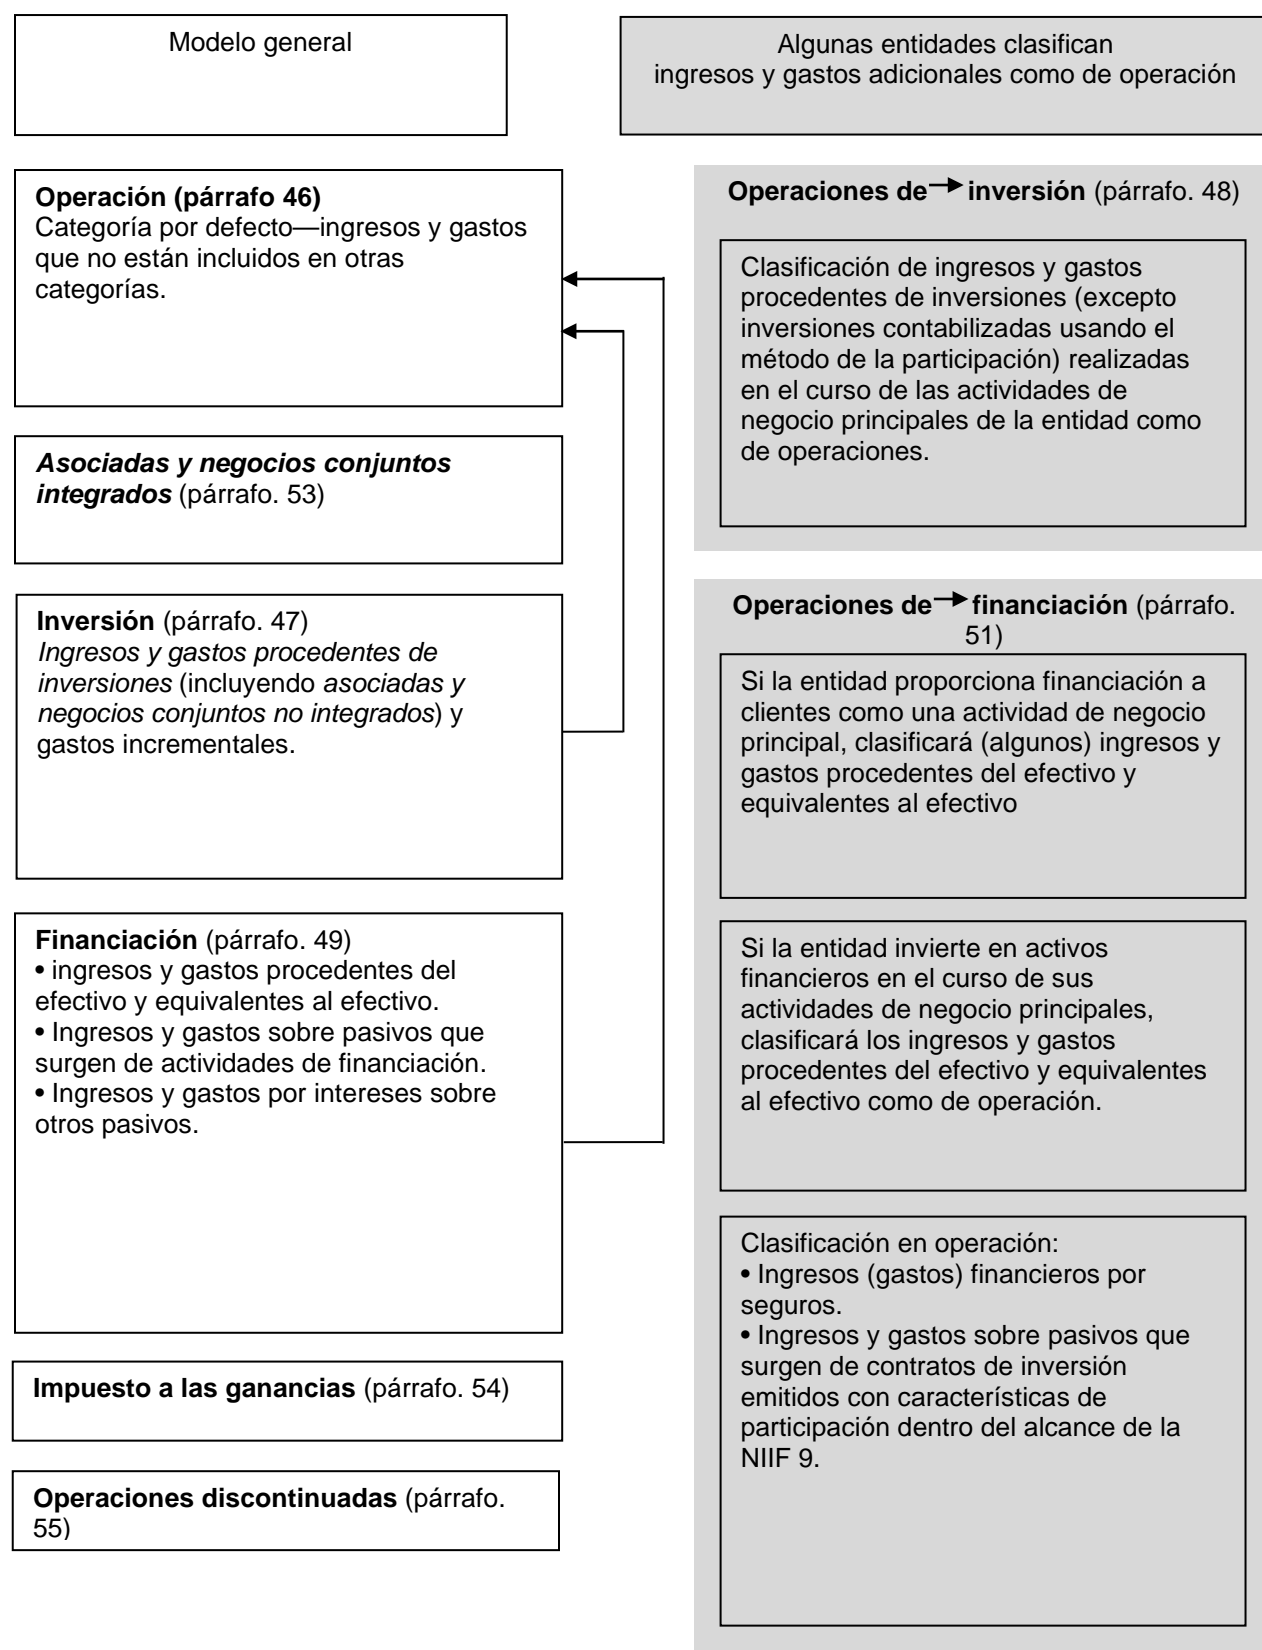 Modelo general
Algunas entidades clasifican
ingresos y gastos adicionales como de operación
Operación (párrafo 46)
Categoría por defecto—ingresos y gastos
que no están incluidos en otras
categorías.
Asociadas y negocios conjuntos
integrados (párrafo. 53)
Inversión (párrafo. 47)
Ingresos y gastos procedentes de
inversiones (incluyendo asociadas y
negocios conjuntos no integrados) y
gastos incrementales.
Financiación (párrafo. 49)
• ingresos y gastos procedentes del
efectivo y equivalentes al efectivo.
• Ingresos y gastos sobre pasivos que
surgen de actividades de financiación.
• Ingresos y gastos por intereses sobre
otros pasivos.
Impuesto a las ganancias (párrafo. 54)
Operaciones discontinuadas (párrafo.
55)
Operaciones de inversión (párrafo. 48)
Clasificación de ingresos y gastos
procedentes de inversiones (excepto
inversiones contabilizadas usando el
método de la participación) realizadas
en el curso de las actividades de
negocio principales de la entidad como
de operaciones.
Operaciones de financiación (párrafo.
51)
Si la entidad proporciona financiación a
clientes como una actividad de negocio
principal, clasificará (algunos) ingresos y
gastos procedentes del efectivo y
equivalentes al efectivo
Si la entidad invierte en activos
financieros en el curso de sus
actividades de negocio principales,
clasificará los ingresos y gastos
procedentes del efectivo y equivalentes
al efectivo como de operación.
Clasificación en operación:
• Ingresos (gastos) financieros por
seguros.
• Ingresos y gastos sobre pasivos que
surgen de contratos de inversión
emitidos con características de
participación dentro del alcance de la
NIIF 9.